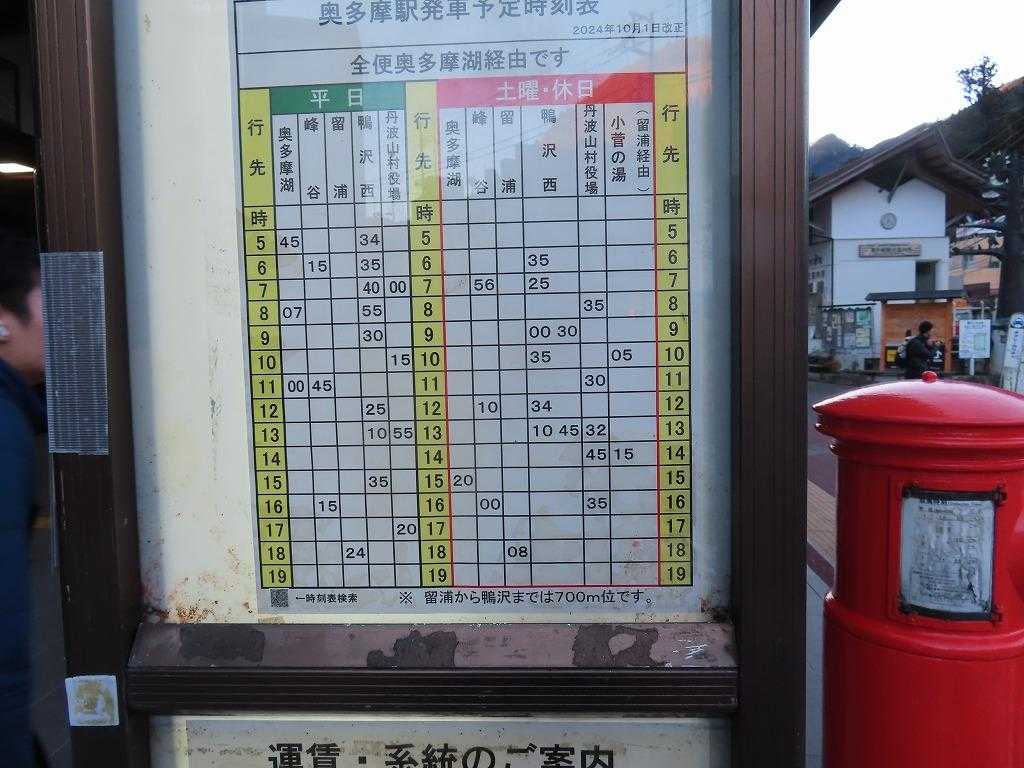 奥多摩駅発車予定時刻表
2024年10月1日改正
全便奥多摩湖経由です
行先 平日 行先 土曜・休日 行先
奥多摩湖 峰谷 留浦 鴨沢西 丹波山村役場 奥多摩湖 峰谷 留浦 鴨沢西 丹波山村役場 小菅の湯 (留浦経由)
時 時 時
5 45 34 5 5
6 15 35 6 35 6
7 40 00 7 56 25 7
8 07 55 8 35 8
9 30 9 00 30 9
10 15 10 35 05 10
11 00 45 11 30 11
12 25 12 10 34 12
13 10 55 13 10 45 32 13
14 14 45 15 14
15 35 15 20 15
16 15 16 00 35 16
17 20 17 17
18 24 18 08 18
19 19 19
←時刻表検索 ※ 留浦から鴨沢までは700m位です。
運賃・系統のご案内